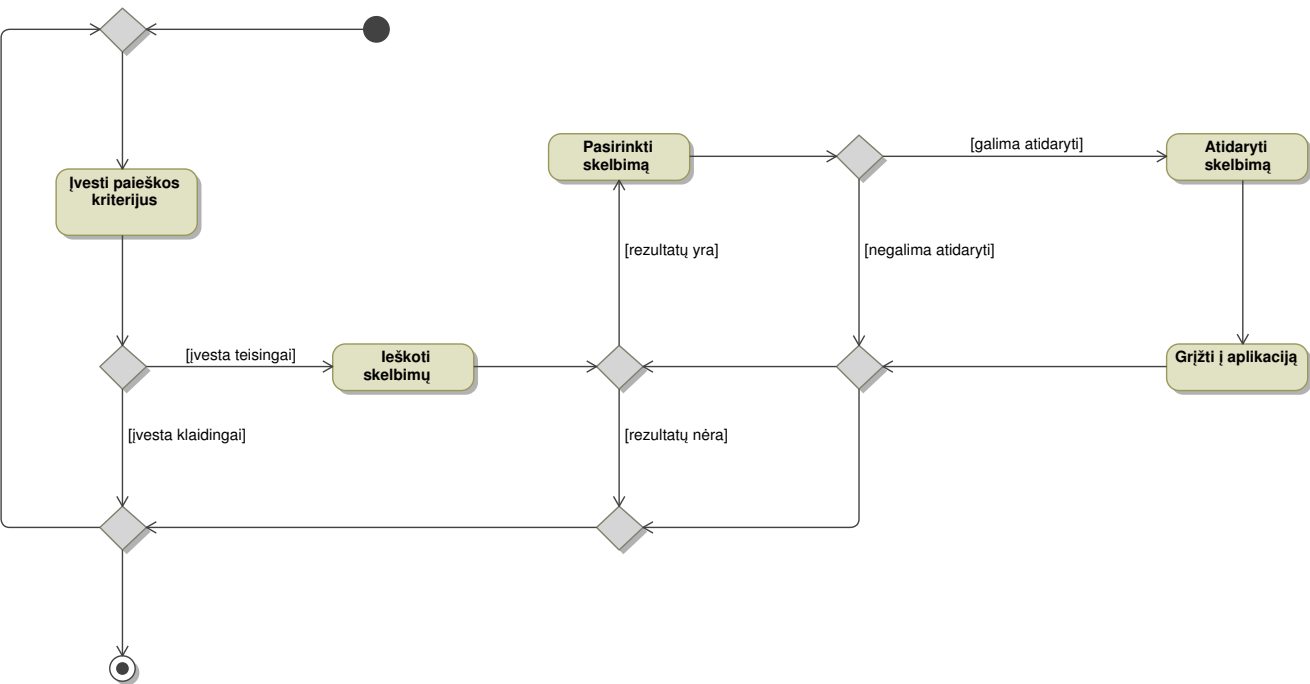 Pasirinkti
skelbimą
[galima atidaryti]
Atidaryti
skelbimą
Įvesti paieškos
kriterijus
[rezultatų yra]
[negalima atidaryti]
[įvesta teisingai]
Ieškoti
skelbimų
Grįžti į aplikaciją
[įvesta klaidingai]
[rezultatų nėra]